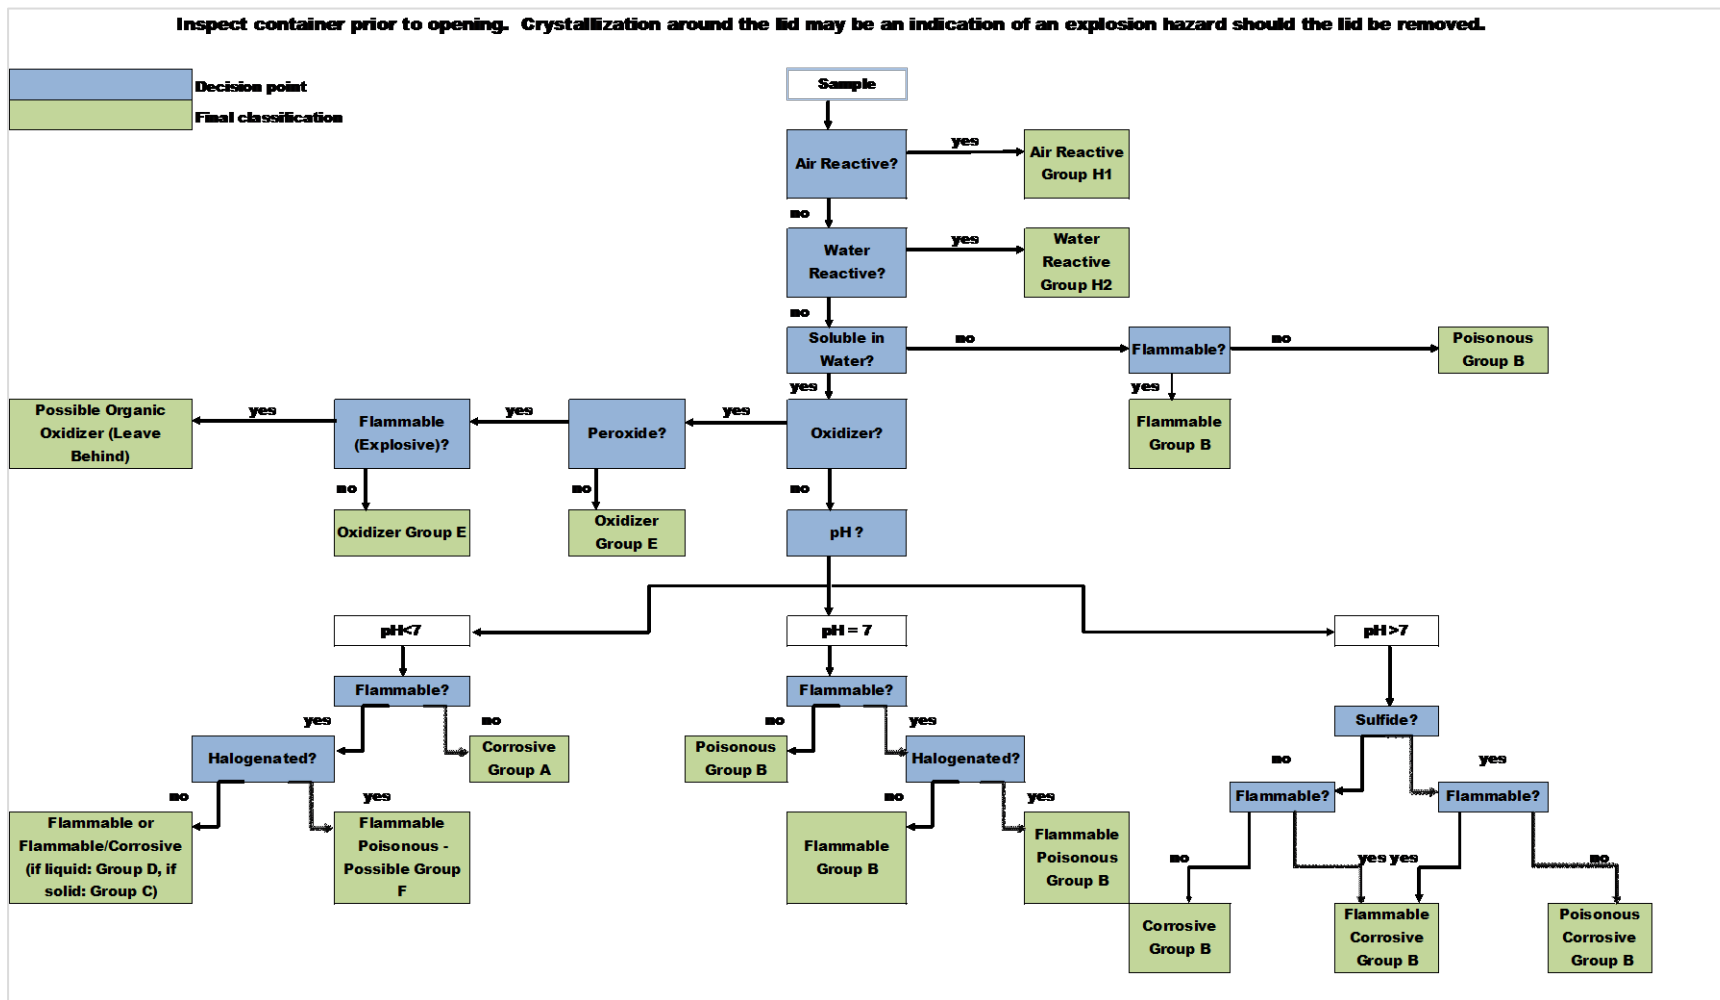 Inspect container prior to opening. Crystallization around the lid may be an indication of an explosion hazard should the lid be removed.
Decision point
Final classification
Sample
Air Reactive?
yes
Air Reactive
Group H1
no
Water
Reactive?
yes
Water
Reactive
Group H2
no
Soluble in
Water?
no
Flammable?
no
Poisonous
Group B
yes
yes
Flammable
Group B
Possible Organic
Oxidizer (Leave
Behind)
yes
Flammable
(Explosive)?
yes
Peroxide?
yes
Oxidizer?
no
Oxidizer Group E
no
Oxidizer
Group E
no
pH ?
pH<7
pH = 7
pH >7
Flammable?
yes
no
Halogenated?
Corrosive
Group A
no
yes
Flammable or
Flammable/Corrosive
(if liquid: Group D, if
solid: Group C)
Flammable
Poisonous -
Possible Group
F
Flammable?
no
yes
Poisonous
Group B
Halogenated?
no
yes
Flammable
Group B
Flammable
Poisonous
Group B
Sulfide?
no
yes
Flammable?
Flammable?
no
yes yes
no
Corrosive
Group B
Flammable
Corrosive
Group B
Poisonous
Corrosive
Group B